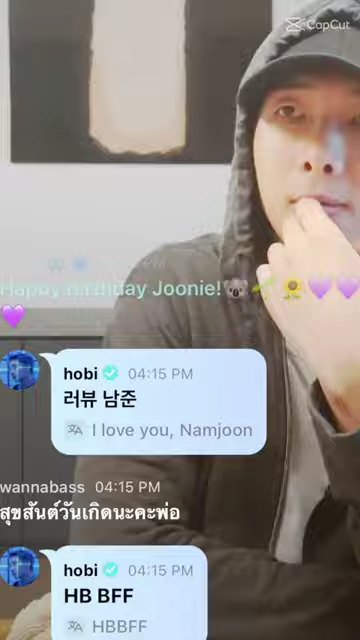 CapCut
Happy birthday Joonie!🐨🌱🌻💜💜
💜
hobi 04:15 PM
러뷰 남준
I love you, Namjoon
wannabass 04:15 PM
สุขสันต์วันเกิดนะคะพ่อ
hobi 04:15 PM
HB BFF
HBBFF